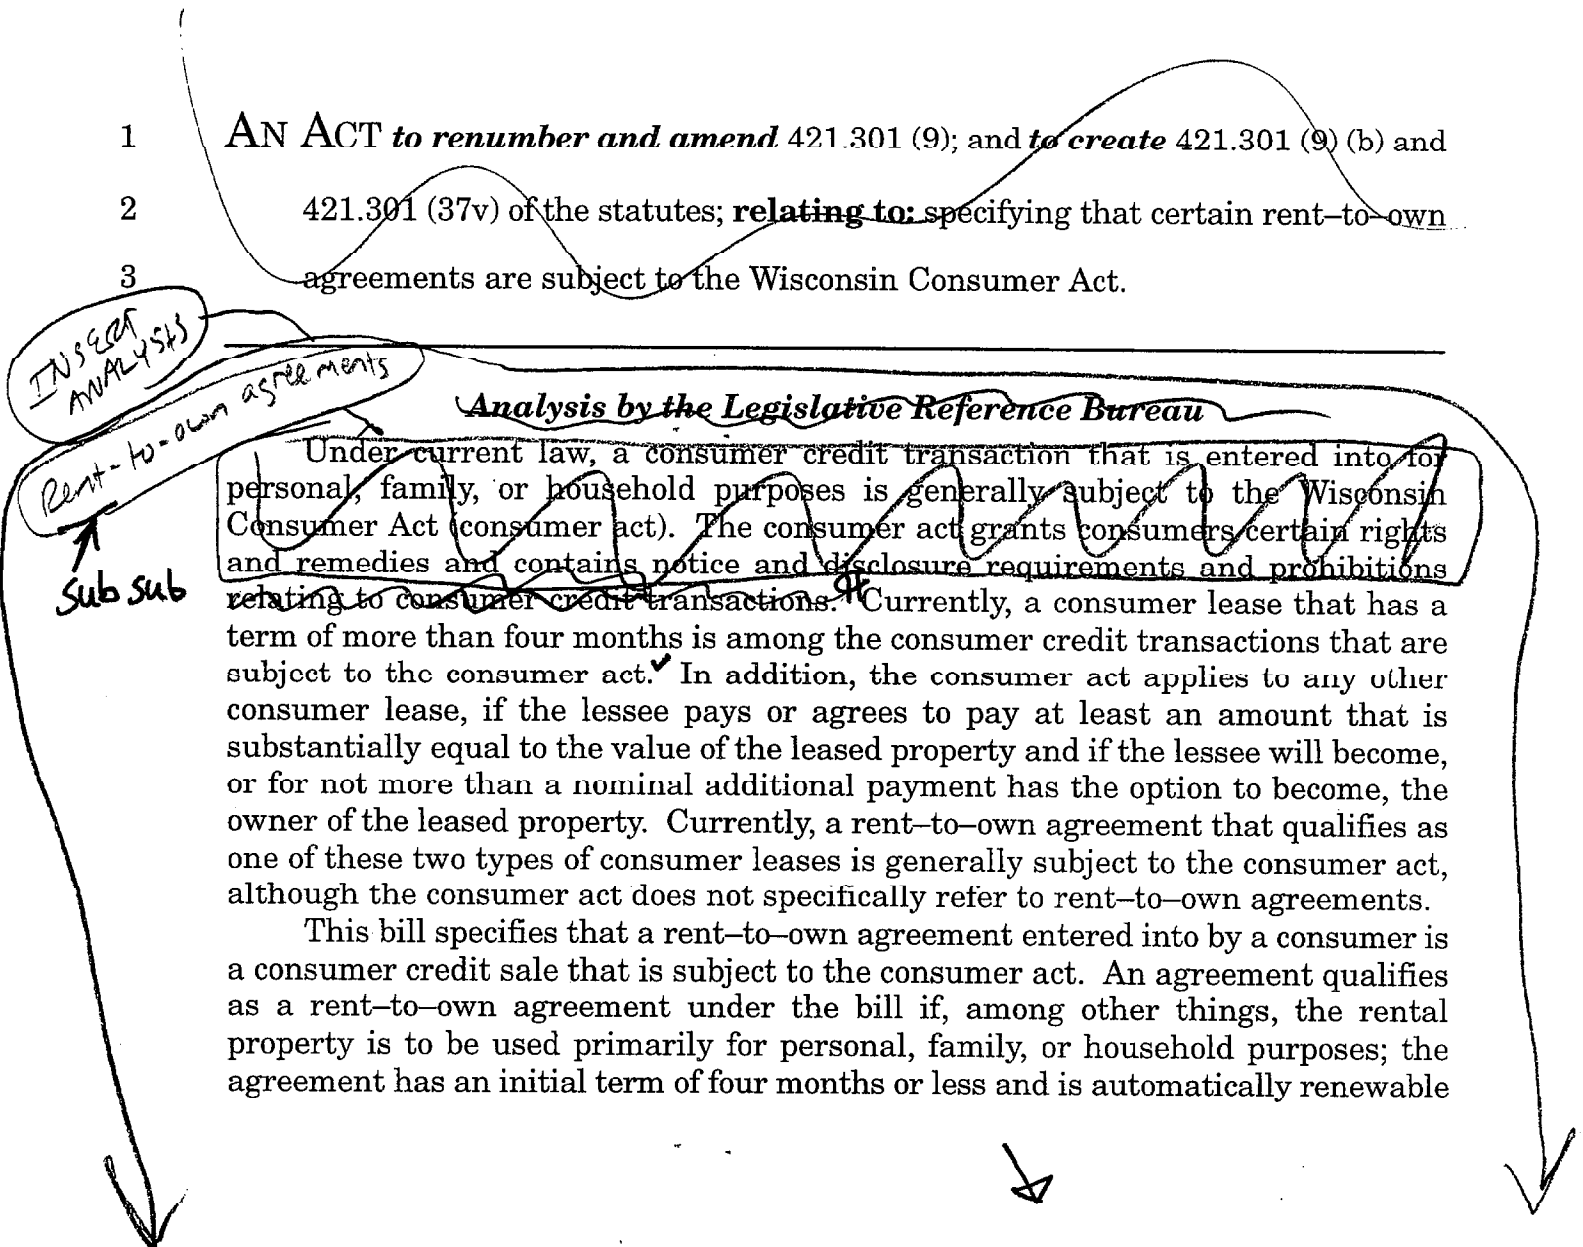 1 AN ACT to renumber and amend 421.301 (9); and to create 421.301 (9) (b) and
2 421.301 (37v) of the statutes; relating to: specifying that certain rent–to–own
3 agreements are subject to the Wisconsin Consumer Act.
INSERT
ANALYSIS
Rent-to-own agreements
sub sub
Analysis by the Legislative Reference Bureau
Under current law, a consumer credit transaction that is entered into for
personal, family, or household purposes is generally subject to the Wisconsin
Consumer Act (consumer act). The consumer act grants consumers certain rights
and remedies and contains notice and disclosure requirements and prohibitions
relating to consumer credit transactions. ¶ Currently, a consumer lease that has a
term of more than four months is among the consumer credit transactions that are
subject to the consumer act.✓ In addition, the consumer act applies to any other
consumer lease, if the lessee pays or agrees to pay at least an amount that is
substantially equal to the value of the leased property and if the lessee will become,
or for not more than a nominal additional payment has the option to become, the
owner of the leased property. Currently, a rent–to–own agreement that qualifies as
one of these two types of consumer leases is generally subject to the consumer act,
although the consumer act does not specifically refer to rent–to–own agreements.
This bill specifies that a rent–to–own agreement entered into by a consumer is
a consumer credit sale that is subject to the consumer act. An agreement qualifies
as a rent–to–own agreement under the bill if, among other things, the rental
property is to be used primarily for personal, family, or household purposes; the
agreement has an initial term of four months or less and is automatically renewable